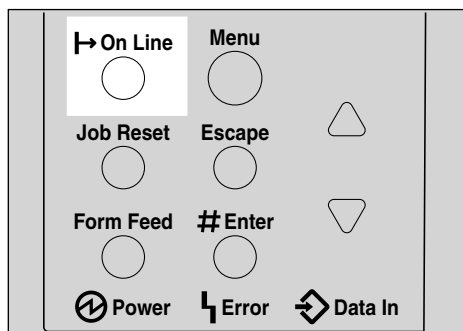 On Line Menu
Job Reset Escape
Form Feed # Enter
Power Error Data In